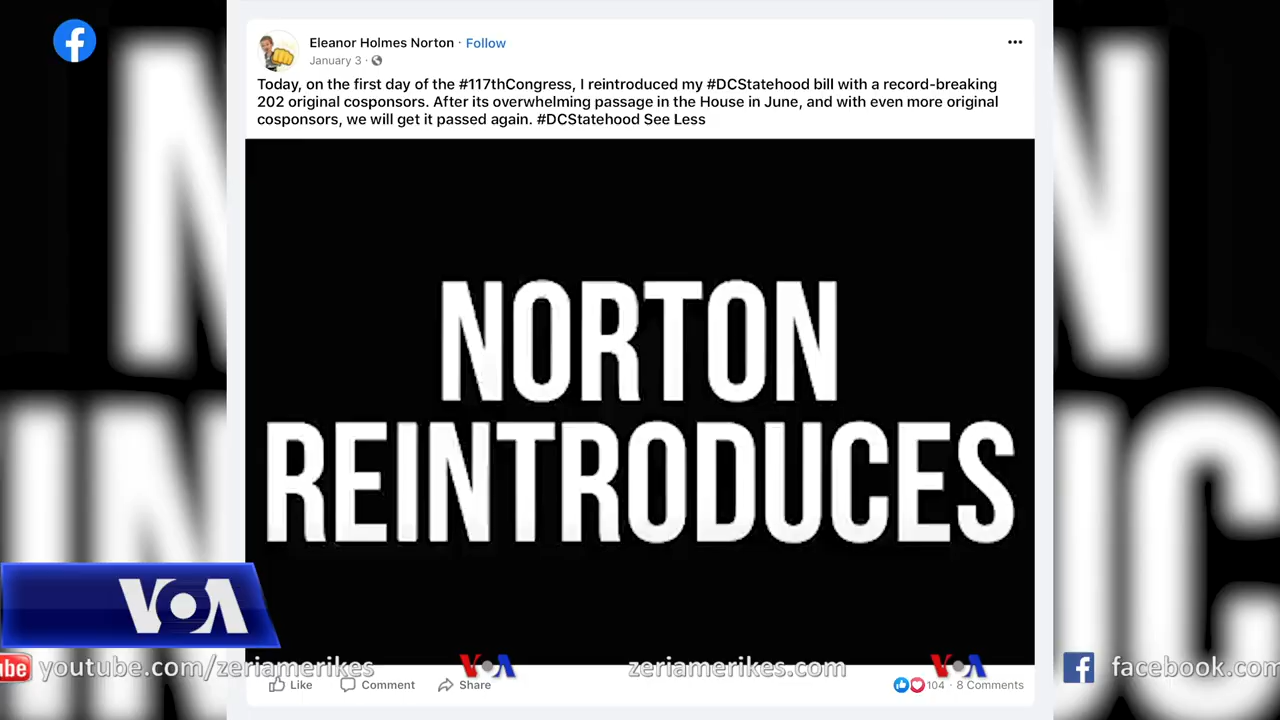 Eleanor Holmes Norton · Follow
January 3 ·
Today, on the first day of the #117thCongress, I reintroduced my #DCStatehood bill with a record-breaking
202 original cosponsors. After its overwhelming passage in the House in June, and with even more original
cosponsors, we will get it passed again. #DCStatehood See Less
NORTON
REINTRODUCES
VOA
youtube.com/zeriamerikes VOA zeriamerikes.com VOA facebook.com
Like Comment Share 104 · 8 Comments